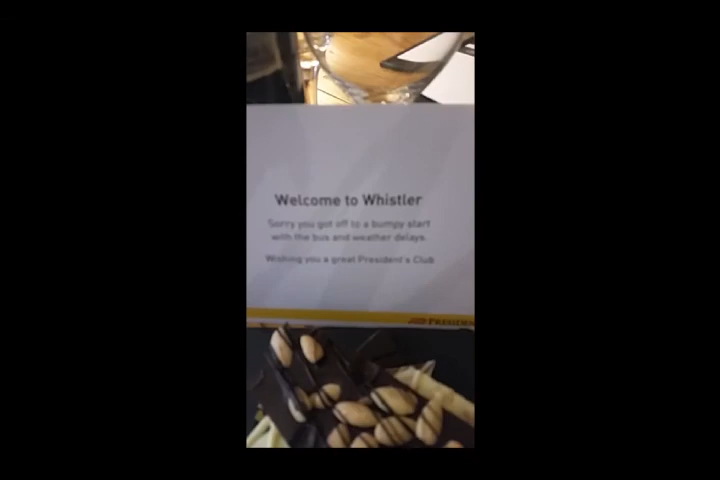 Welcome to Whistler
Sorry you got off to a bumpy start
with the bus and weather delays.
Wishing you a great President's Club